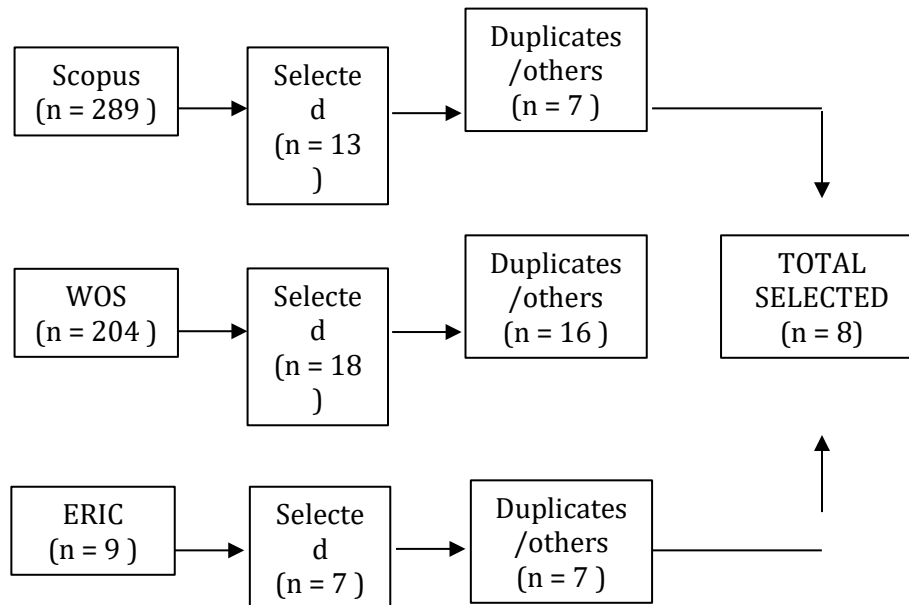 Scopus
(n = 289 )
Selecte
d
(n = 13
)
Duplicates
/others
(n = 7 )
WOS
(n = 204 )
Selecte
d
(n = 18
)
Duplicates
/others
(n = 16 )
TOTAL
SELECTED
(n = 8)
ERIC
(n = 9 )
Selecte
d
(n = 7 )
Duplicates
/others
(n = 7 )